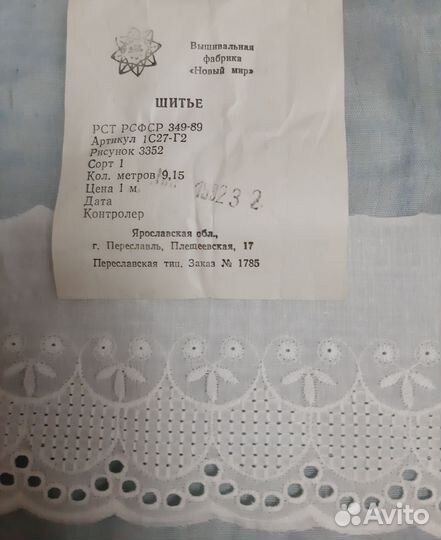 Вышивальная
фабрика
«Новый мир»
ШИТЬЕ
РСТ РСФСР 349-89
Артикул 1С27-Г2
Рисунок 3352
Сорт 1
Кол. метров 9,15
Цена 1 м.
Дата
Контролер
Ярославская обл.,
г. Переславль, Плещеевская, 17
Переславская тип. Заказ № 1785
Avito